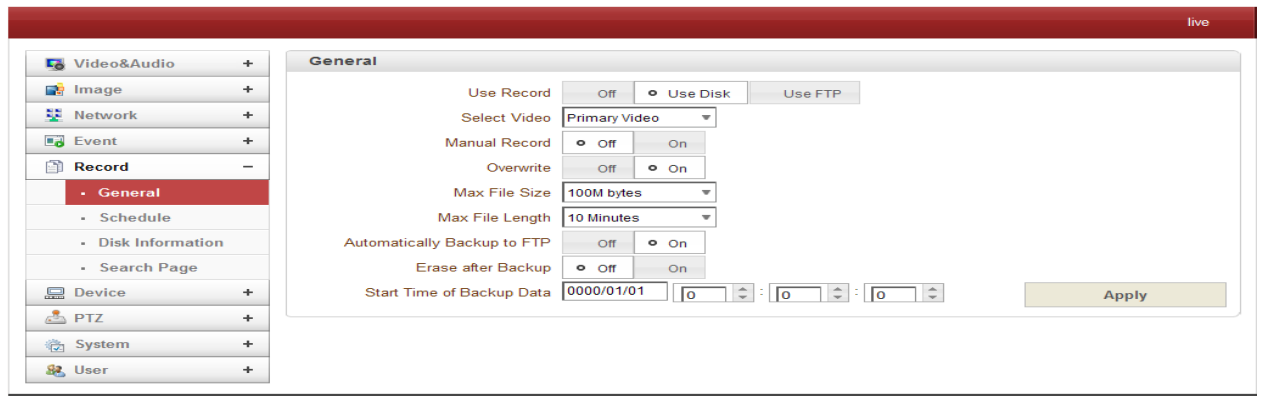 live
Video&Audio +
Image +
Network +
Event +
Record −
General
Schedule
Disk Information
Search Page
Device +
PTZ +
System +
User +
General
Use Record Off Use Disk Use FTP
Select Video Primary Video
Manual Record Off On
Overwrite Off On
Max File Size 100M bytes
Max File Length 10 Minutes
Automatically Backup to FTP Off On
Erase after Backup Off On
Start Time of Backup Data 0000/01/01 0 : 0 : 0 Apply